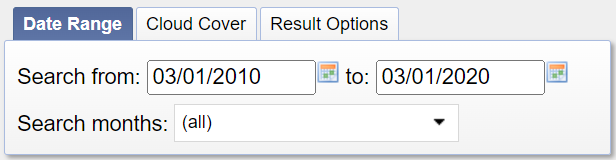 Date Range Cloud Cover Result Options
Search from: 03/01/2010 to: 03/01/2020
Search months: (all)